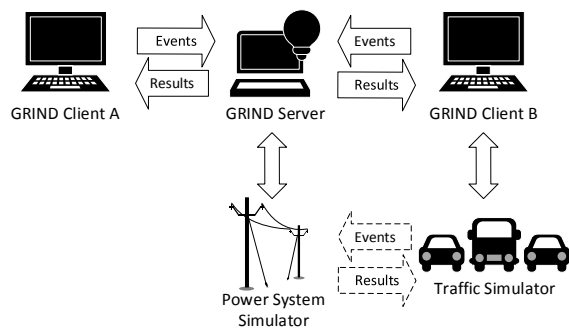 Events
Events
Results
Results
GRIND Client A
GRIND Server
GRIND Client B
Events
Results
Power System
Simulator
Traffic Simulator